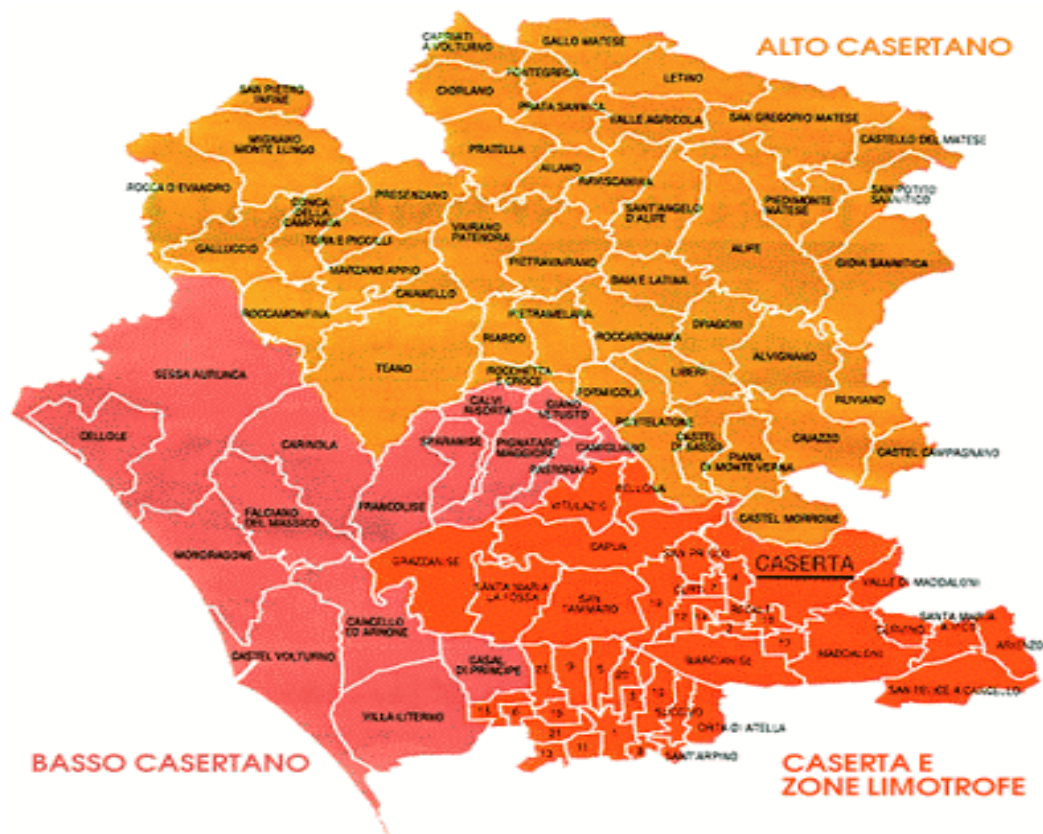 ALTO CASERTANO
CAPRIATI
A VOLTURNO
GALLO MATESE
LETINO
CIORLANO
SAN PIETRO
INFINE
PRATA SANNICA
VALLE AGRICOLA
SAN GREGORIO MATESE
CASTELLO DEL MATESE
MIGNANO
MONTE LUNGO
PRATELLA
AILANO
ROCCA D'EVANDRO
PRESENZANO
SANT'ANGELO
D'ALIFE
PIEDIMONTE
MATESE
SAN POTITO
SANNITICO
CONCA
DELLA
CAMPANIA
VAIRANO
PATENORA
GALLUCCIO
TORA E PICCILLI
ALIFE
MARZANO APPIO
PIETRAVAIRANO
GIOIA SANNITICA
BAIA E LATINA
CAIANELLO
ROCCAMONFINA
PIETRAMELARA
DRAGONI
RIARDO
ROCCAROMANA
TEANO
ALVIGNANO
SESSA AURUNCA
ROCCHETTA
E CROCE
LIBERI
FORMICOLA
RUVIANO
CALVI
RISORTA
GIANO
VETUSTO
CELLOLE
CARINOLA
SPARANISE
PIGNATARO
MAGGIORE
CAMIGLIANO
CASTEL
DI SASSO
CAIAZZO
CASTEL CAMPAGNANO
PIANA
DI MONTE VERNA
PASTORANO
BELLONA
FRANCOLISE
VITULAZIO
FALCIANO
DEL MASSICO
CASTEL MORRONE
MONDRAGONE
CAPUA
SAN PRISCO
GRAZZANISE
CASERTA
VALLE DI MADDALONI
SANTA MARIA
LA FOSSA
SAN
TAMMARO
CANCELLO
ED ARNONE
SANTA MARIA
A VICO
CERVINO
ARIENZO
CASTEL VOLTURNO
CASAL
DI PRINCIPE
MARCIANISE
MADDALONI
SAN FELICE A CANCELLO
VILLA LITERNO
SUCCIVO
ORTA DI ATELLA
SANT'ARPINO
BASSO CASERTANO
CASERTA E
ZONE LIMOTROFE